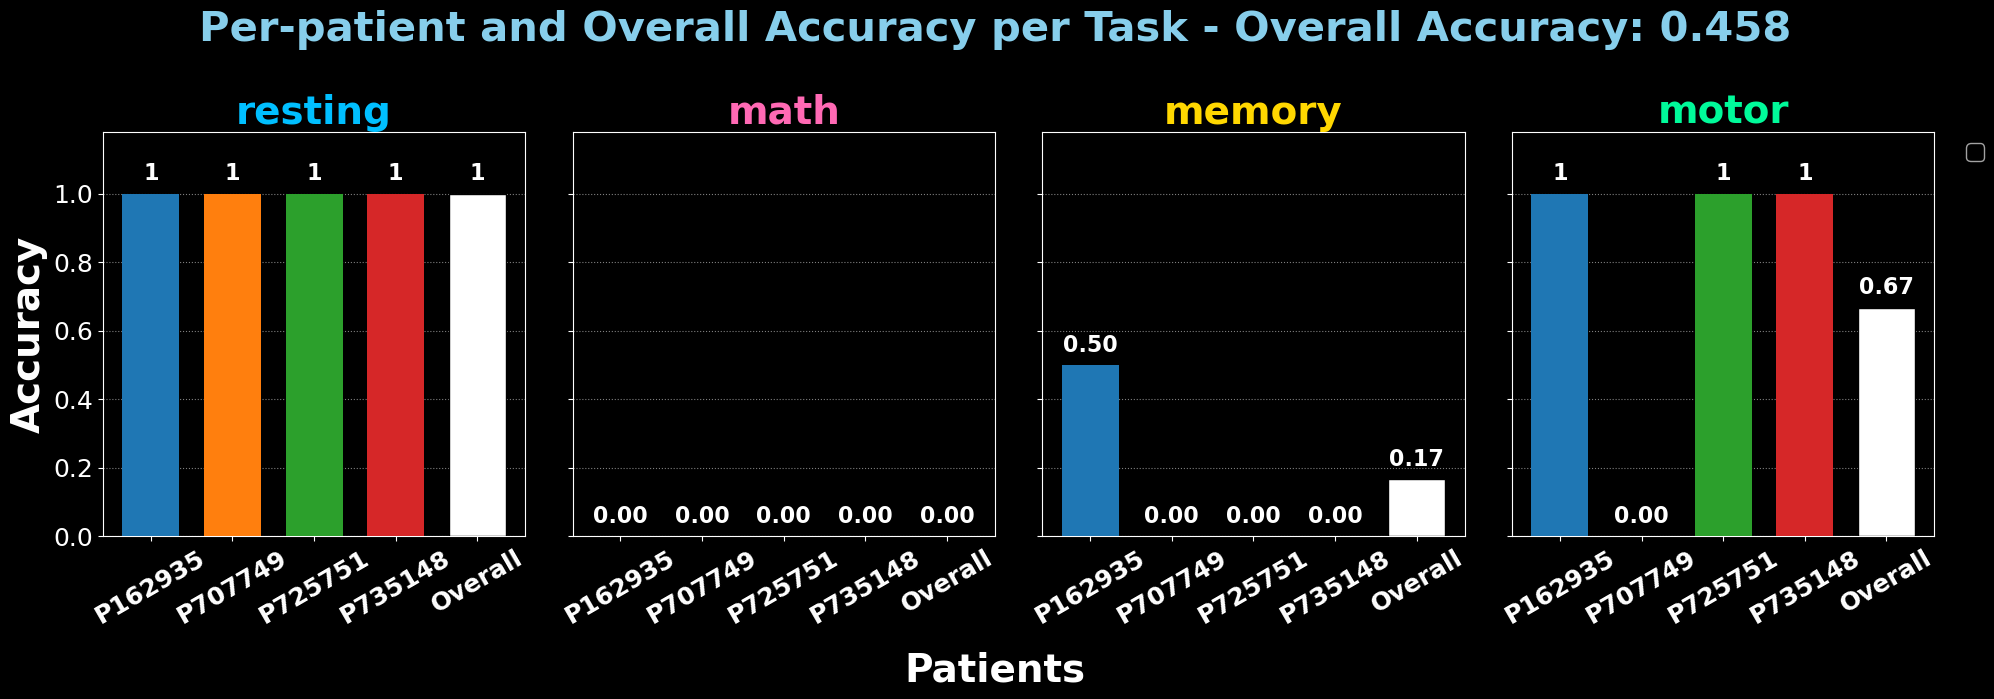 Per-patient and Overall Accuracy per Task - Overall Accuracy: 0.458
resting
math
memory
motor
Accuracy
1.0
0.8
0.6
0.4
0.2
0.0
1 1 1 1 1
0.00 0.00 0.00 0.00 0.00
0.50 0.00 0.00 0.00 0.17
1 0.00 1 1 0.67
P162935 P707749 P725751 P735148 Overall
P162935 P707749 P725751 P735148 Overall
P162935 P707749 P725751 P735148 Overall
P162935 P707749 P725751 P735148 Overall
Patients